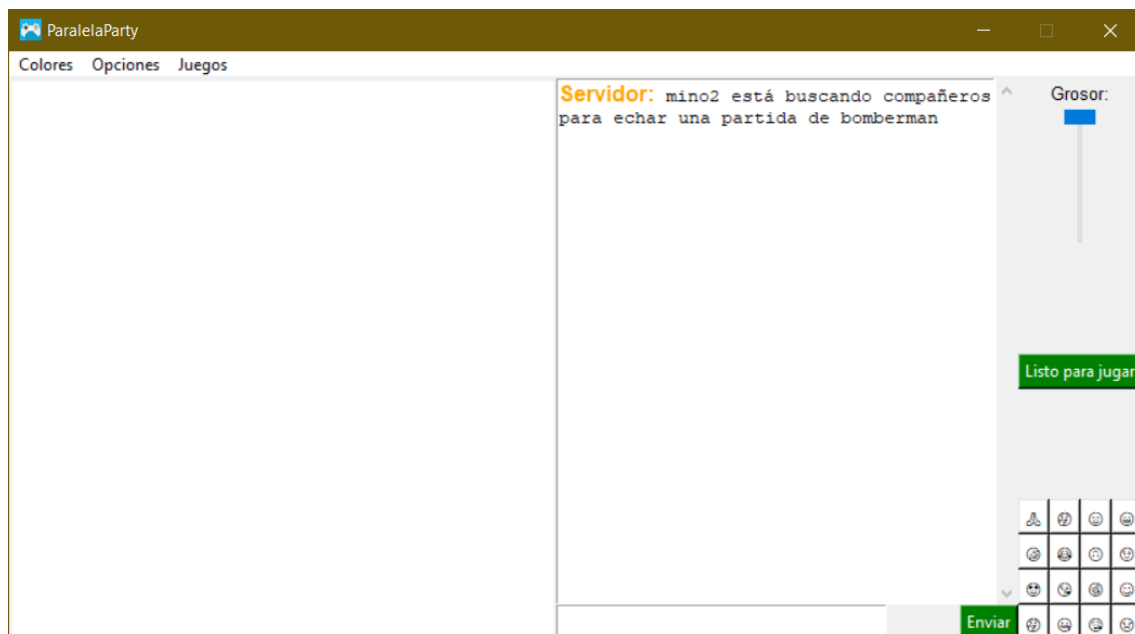 ParalelaParty
Colores Opciones Juegos
Servidor: mino2 está buscando compañeros
para echar una partida de bomberman
Grosor:
Listo para jugar
Enviar